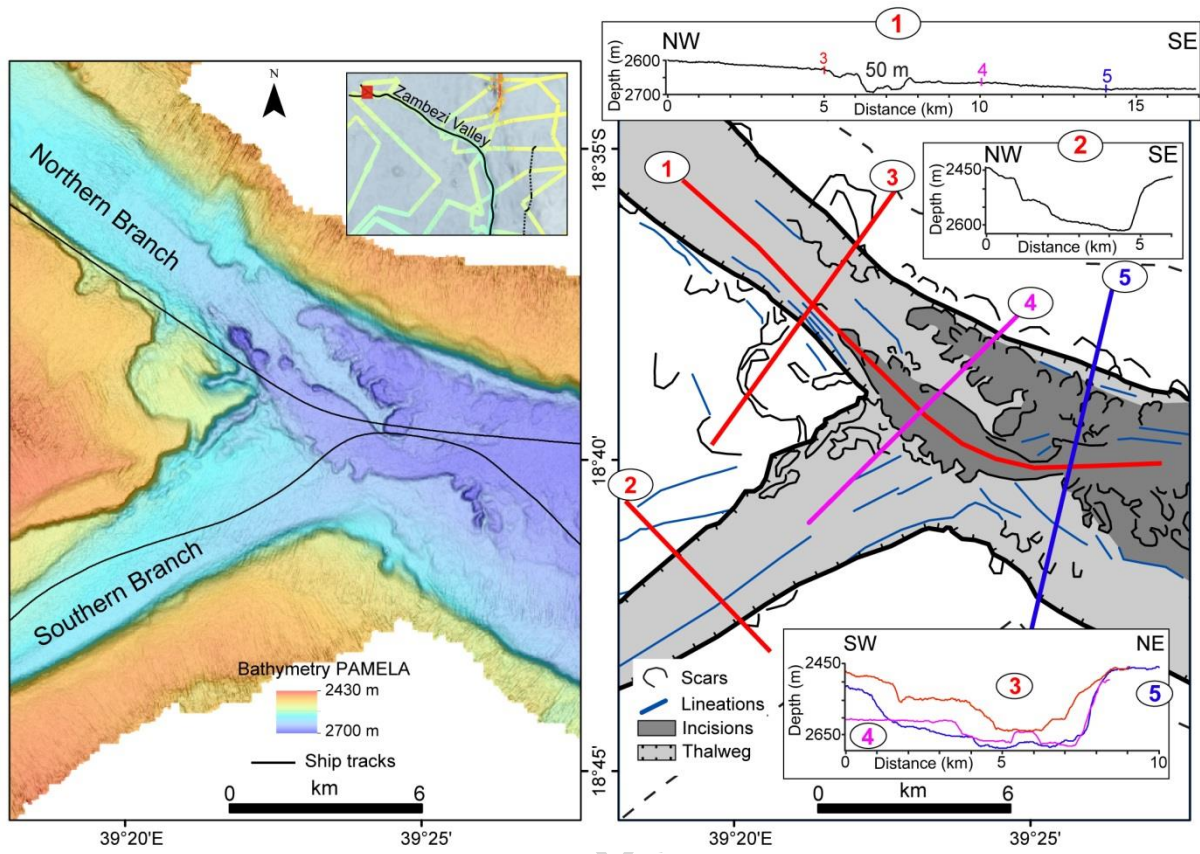 N
Northern Branch
Zambezi Valley
Southern Branch
Bathymetry PAMELA
2430 m
2700 m
Ship tracks
km
0
6
39°20'E
39°25'
18°35'S
18°40'
18°45'
1
NW
SE
Depth (m)
2600
2700
3
50 m
4
5
0
5
10
15
Distance (km)
2
NW
SE
Depth (m)
2450
2600
0
5
Distance (km)
1
3
4
5
2
Scars
Lineations
Incisions
Thalweg
SW
NE
Depth (m)
2450
2650
3
5
4
0
5
10
Distance (km)
km
0
6
39°20'E
39°25'